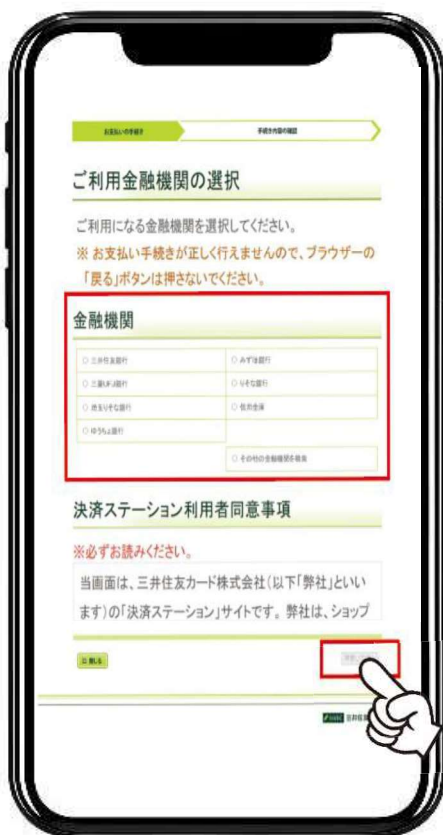 お支払いの手続き
手続き内容の確認
ご利用金融機関の選択
ご利用になる金融機関を選択してください。
※ お支払い手続きが正しく行えませんので、ブラウザーの
「戻る」ボタンは押さないでください。
金融機関
○ 三井住友銀行
○ みずほ銀行
○ 三菱UFJ銀行
○ りそな銀行
○ 埼玉りそな銀行
○ 信用金庫
○ ゆうちょ銀行
○ その他の金融機関を検索
決済ステーション利用者同意事項
※必ずお読みください。
当画面は、三井住友カード株式会社(以下「弊社」といい
ます)の「決済ステーション」サイトです。弊社は、ショップ
閉じる
三井住友